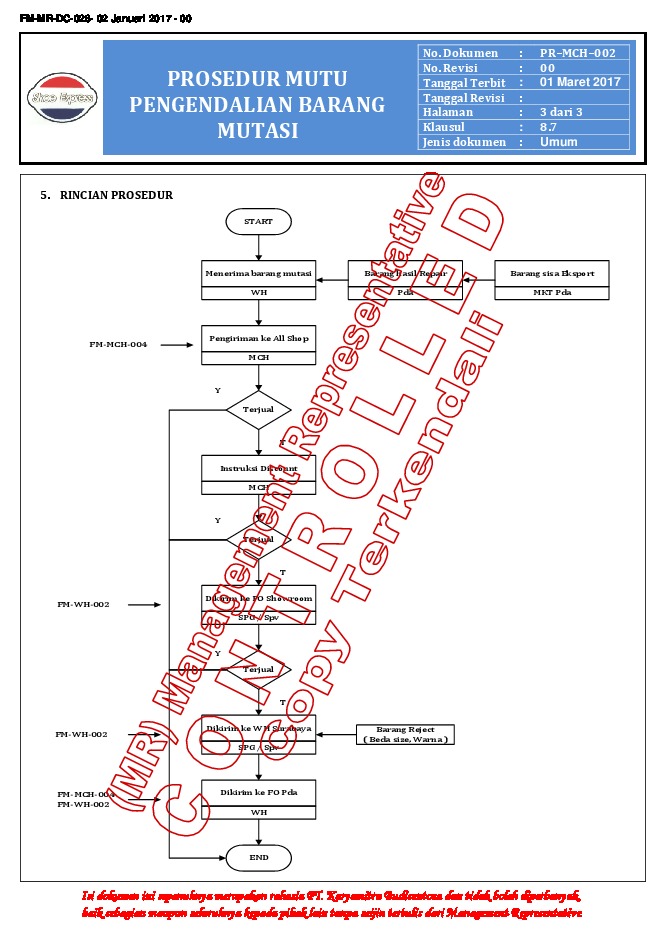 FM-MR-DC-028- 02 Januari 2017 - 00
Shoe Express
PROSEDUR MUTU
PENGENDALIAN BARANG
MUTASI
No.Dokumen : PR-MCH-002
No.Revisi : 00
Tanggal Terbit : 01 Maret 2017
Tanggal Revisi :
Halaman : 3 dari 3
Klausul : 8.7
Jenis dokumen : Umum
5. RINCIAN PROSEDUR
START
Menerima barang mutasi
WH
Barang hasil Repair
Pda
Barang sisa Eksport
MKT Pda
FM-MCH-004
Pengiriman ke All Shop
MCH
Y
Terjual
T
Instruksi Discount
MCH
Y
Terjual
T
FM-WH-002
Dikirim ke FO Showroom
SPG / Spv
Y
Terjual
T
FM-WH-002
Dikirim ke WH Surabaya
SPG / Spv
Barang Reject
( Beda size, Warna )
FM-MCH-004
FM-WH-002
Dikirim ke FO Pda
WH
END
(MR) Management Representative
CONTROLLED
Copy Terkendali
Isi dokumen ini sepenuhnya merupakan rahasia PT. Karyamitra Budisentosa dan tidak boleh diperbanyak,
baik sebagian maupun seluruhnya kepada pihak lain tanpa seijin tertulis dari Management Representative